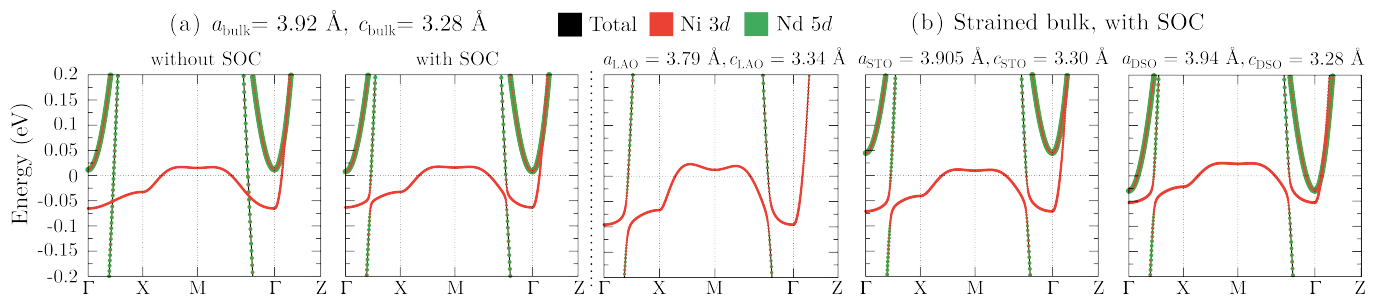 (a) a_bulk= 3.92 Å, c_bulk= 3.28 Å
Total Ni 3d Nd 5d
(b) Strained bulk, with SOC
without SOC
with SOC
a_LAO = 3.79 Å, c_LAO = 3.34 Å
a_STO = 3.905 Å, c_STO = 3.30 Å
a_DSO = 3.94 Å, c_DSO = 3.28 Å
Energy (eV)
0.2
0.15
0.1
0.05
0
-0.05
-0.1
-0.15
-0.2
Γ X M Γ Z
Γ X M Γ Z
Γ X M Γ Z
Γ X M Γ Z
Γ X M Γ Z